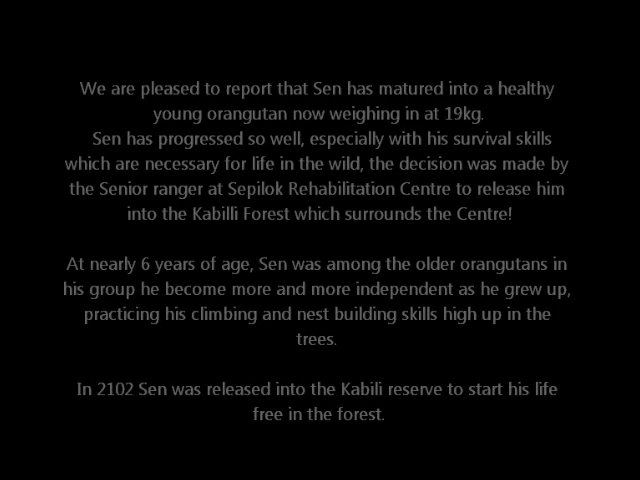 We are pleased to report that Sen has matured into a healthy
young orangutan now weighing in at 19kg.
Sen has progressed so well, especially with his survival skills
which are necessary for life in the wild, the decision was made by
the Senior ranger at Sepilok Rehabilitation Centre to release him
into the Kabilli Forest which surrounds the Centre!
At nearly 6 years of age, Sen was among the older orangutans in
his group he become more and more independent as he grew up,
practicing his climbing and nest building skills high up in the
trees.
In 2102 Sen was released into the Kabili reserve to start his life
free in the forest.